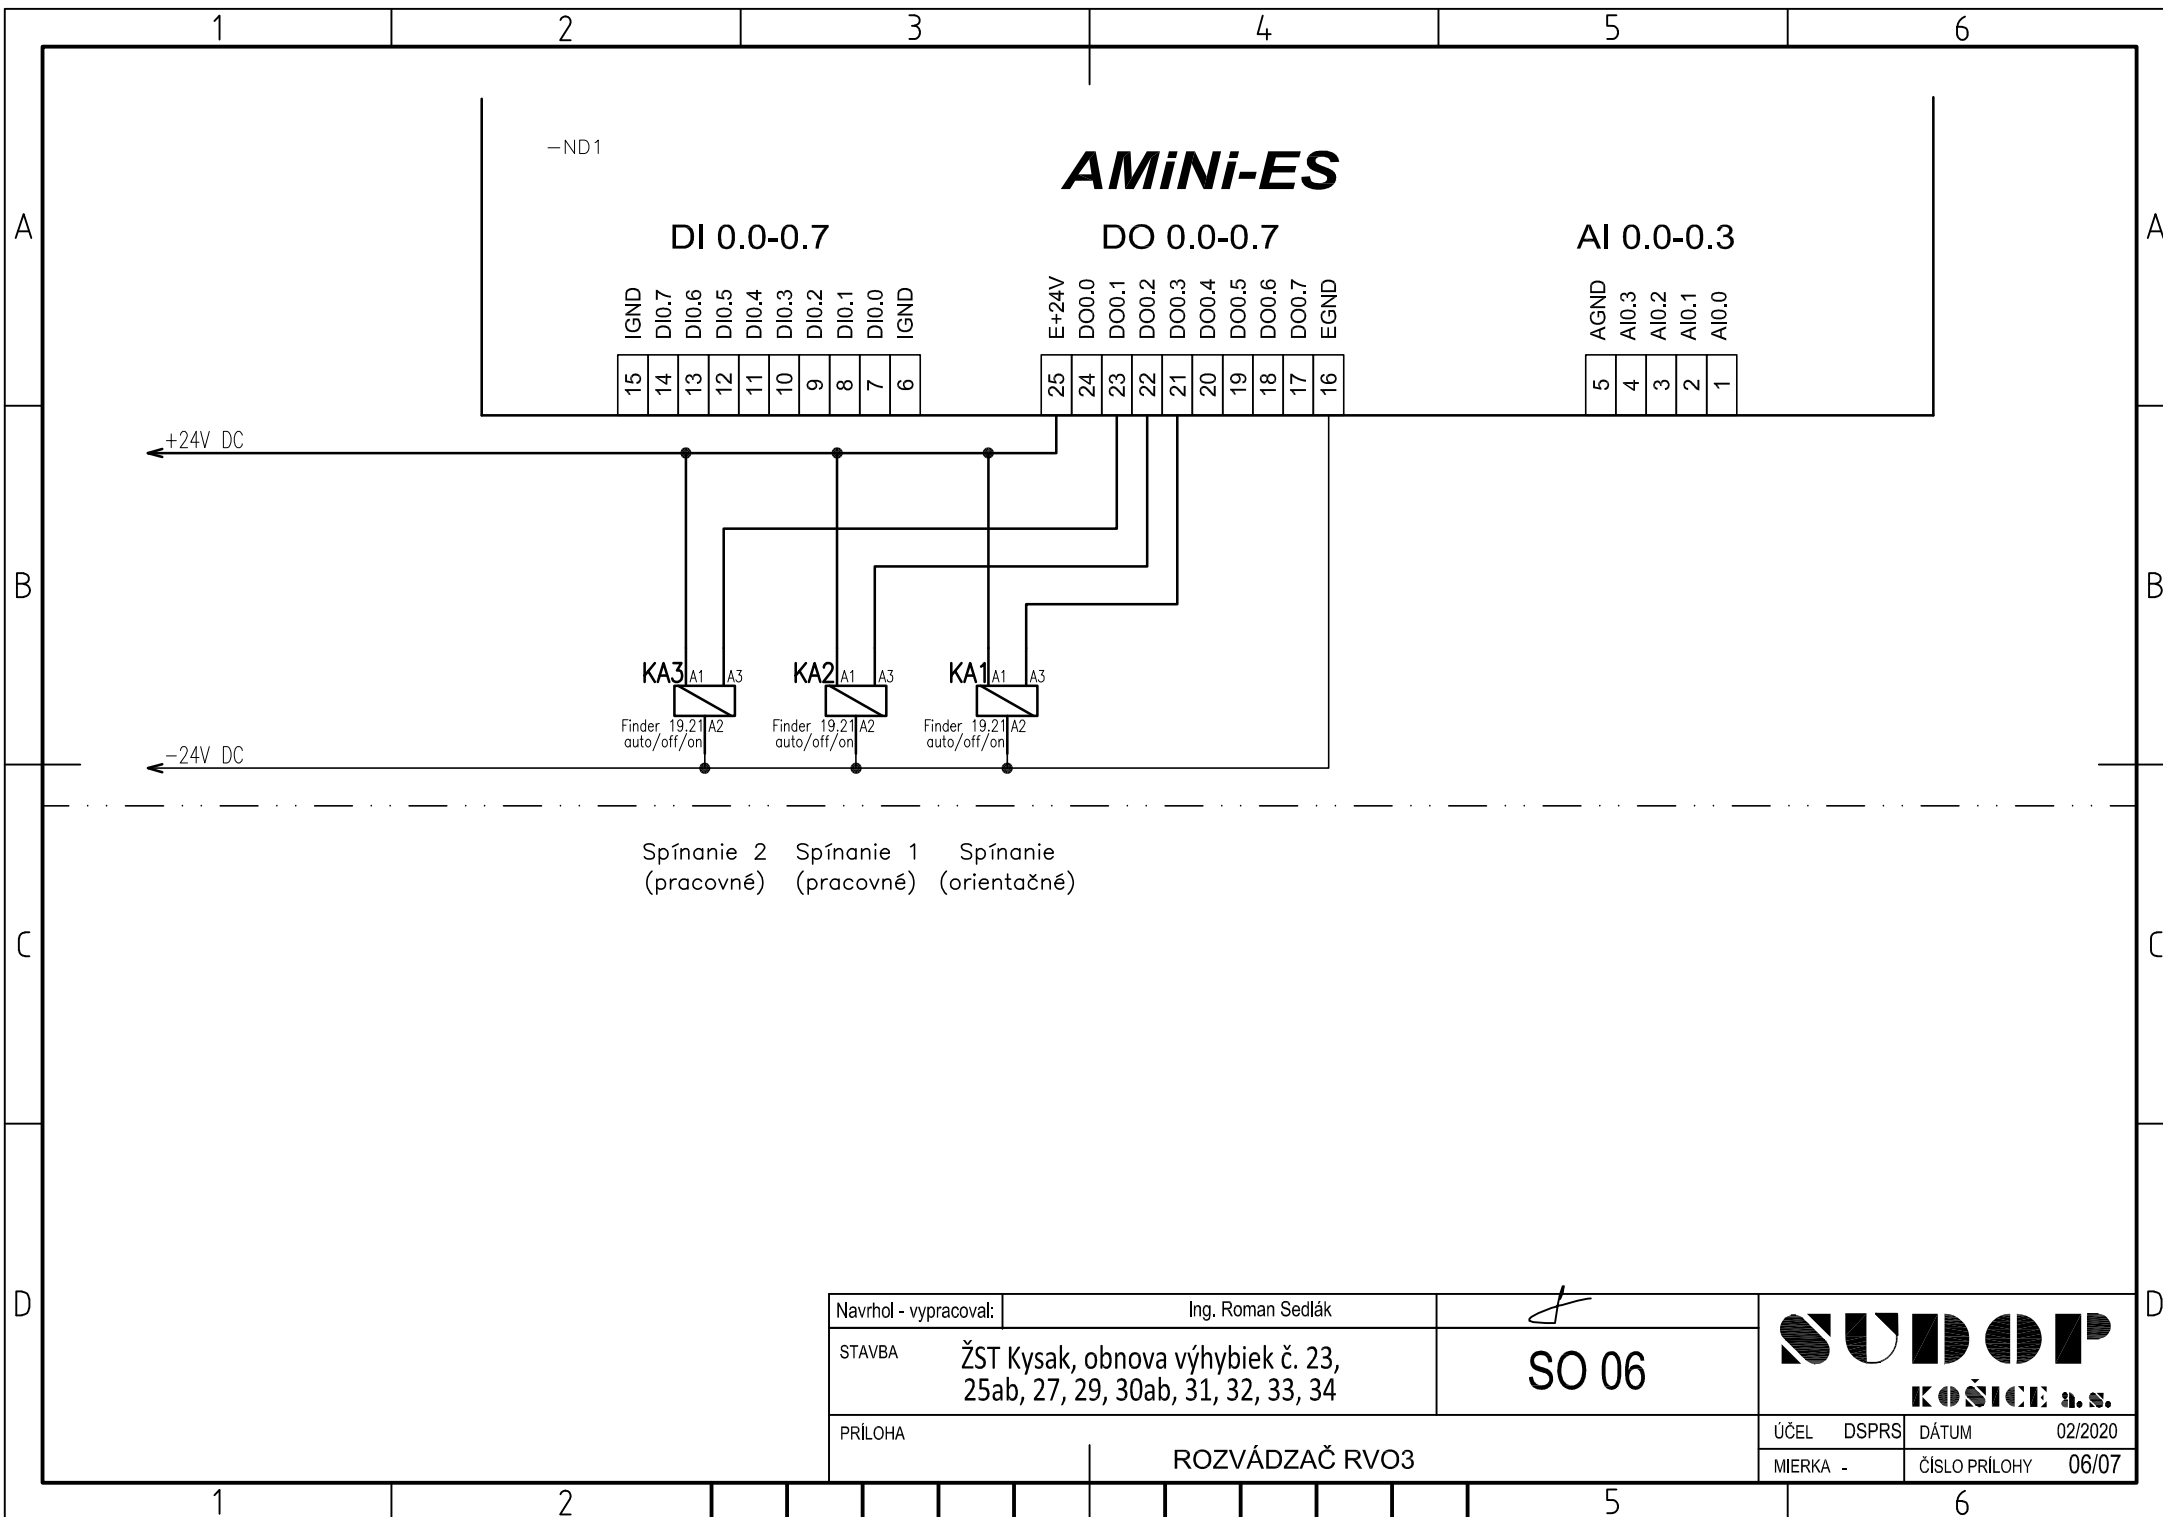 1 2 3 4 5 6
A A
-ND1
AMiNi-ES
DI 0.0-0.7 DO 0.0-0.7 AI 0.0-0.3
IGND DI0.7 DI0.6 DI0.5 DI0.4 DI0.3 DI0.2 DI0.1 DI0.0 IGND
E+24V DO0.0 DO0.1 DO0.2 DO0.3 DO0.4 DO0.5 DO0.6 DO0.7 EGND
AGND AI0.3 AI0.2 AI0.1 AI0.0
15 14 13 12 11 10 9 8 7 6
25 24 23 22 21 20 19 18 17 16
5 4 3 2 1
+24V DC
B B
KA3 A1 A3 KA2 A1 A3 KA1 A1 A3
Finder 19.21 A2 Finder 19.21 A2 Finder 19.21 A2
auto/off/on auto/off/on auto/off/on
-24V DC
Spínanie 2 Spínanie 1 Spínanie
(pracovné) (pracovné) (orientačné)
C C
D D
Navrhol - vypracoval: Ing. Roman Sedlák
STAVBA ŽST Kysak, obnova výhybiek č. 23,
25ab, 27, 29, 30ab, 31, 32, 33, 34
SO 06
SUDOP
KOŠICE a.s.
PRÍLOHA
ROZVÁDZAČ RVO3
ÚČEL DSPRS DÁTUM 02/2020
MIERKA - ČÍSLO PRÍLOHY 06/07
1 2 5 6